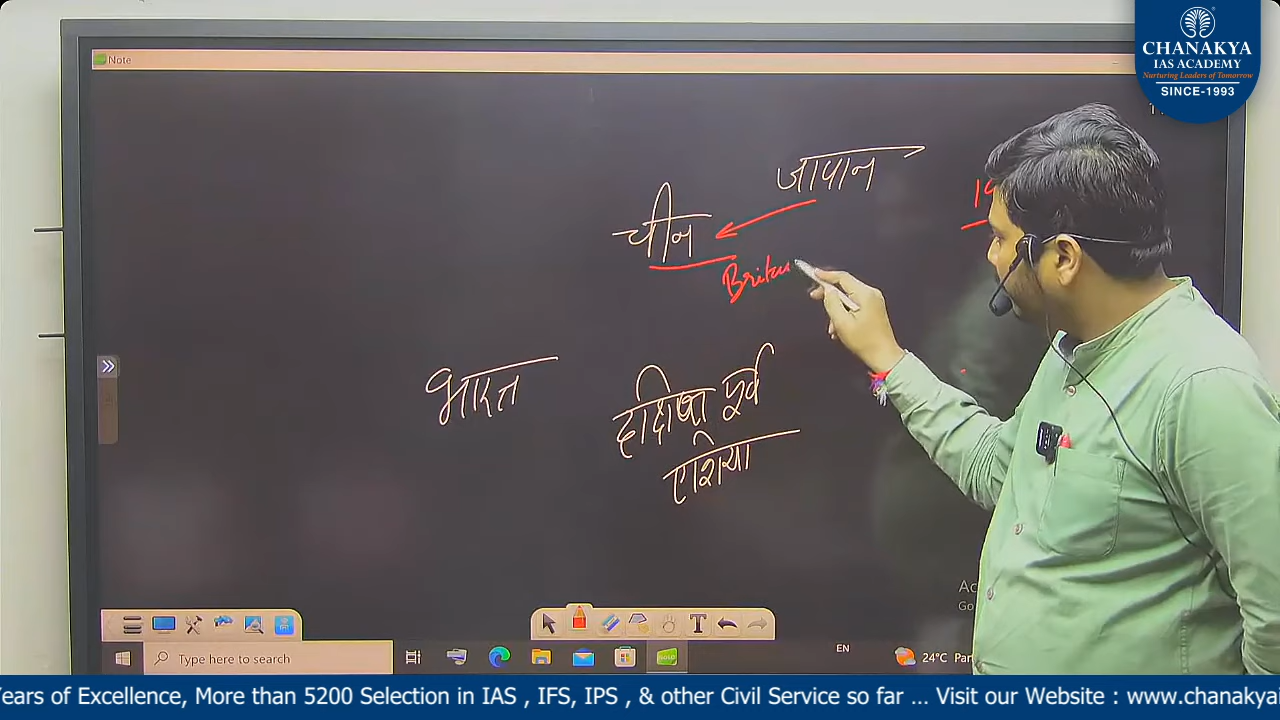 Note
CHANAKYA
IAS ACADEMY
Nurturing Leaders of Tomorrow
SINCE-1993
जापान
चीन
भारत
दक्षिण पूर्व
एशिया
Type here to search
EN
24°C
Years of Excellence, More than 5200 Selection in IAS , IFS, IPS , & other Civil Service so far ... Visit our Website : www.chanakya